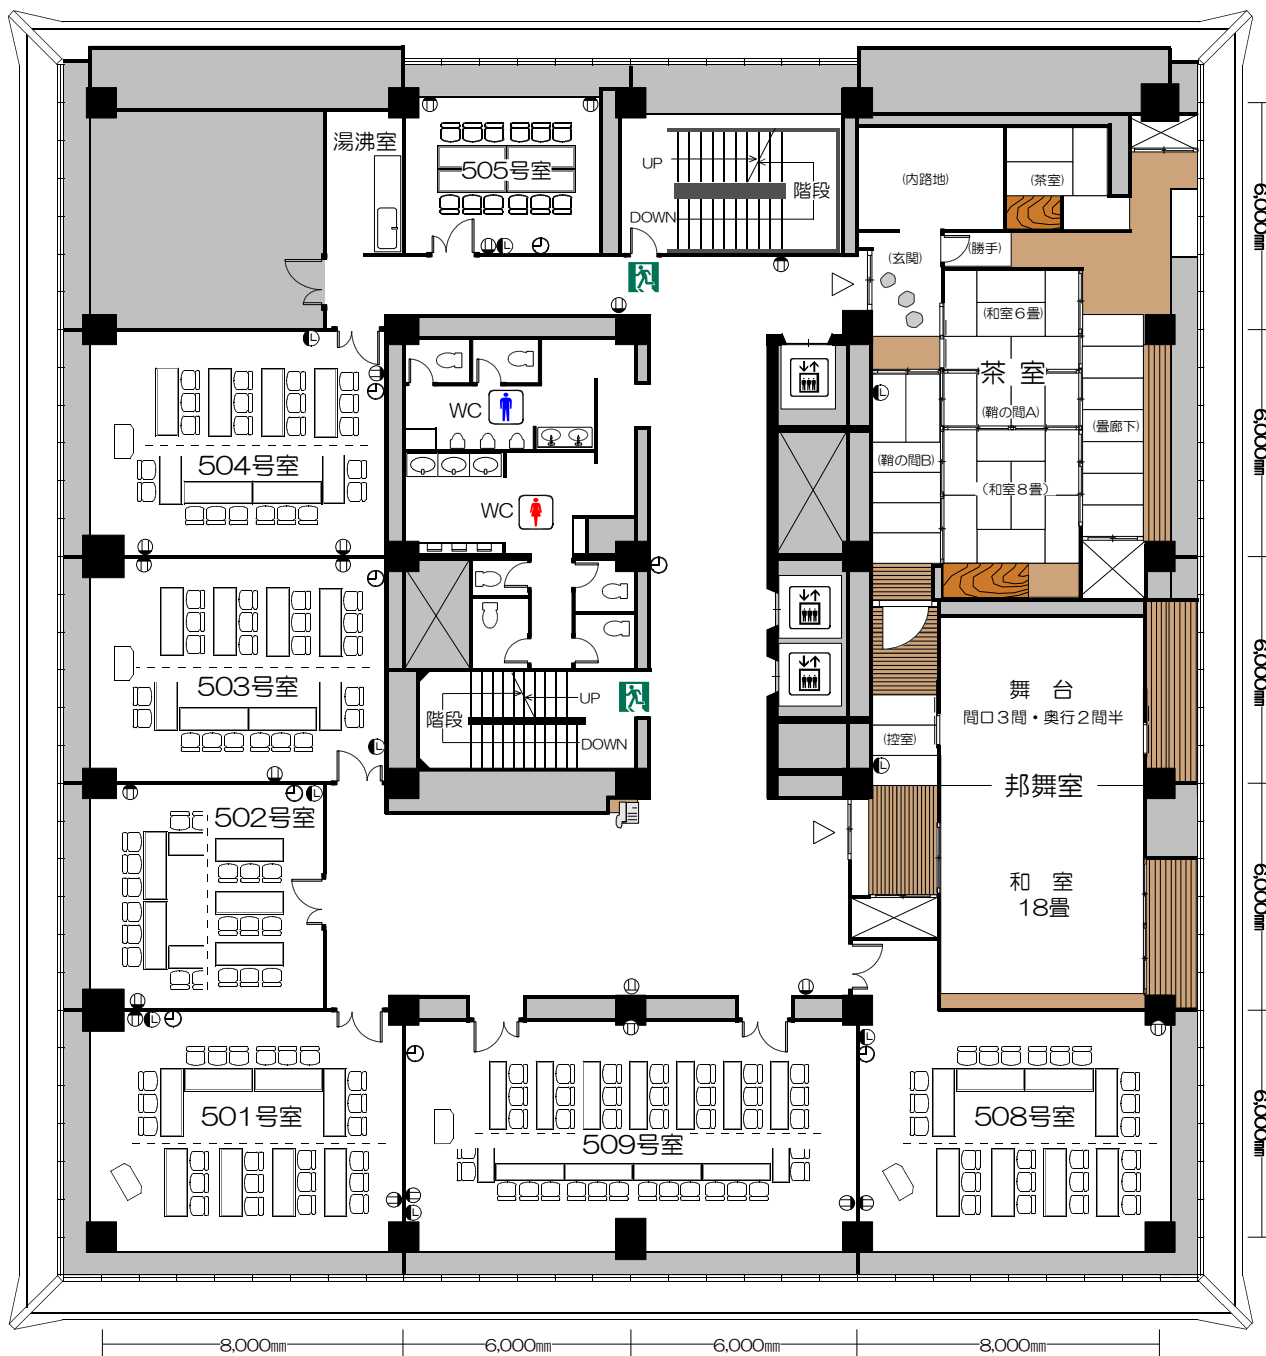 湯沸室
505号室
UP
階段
DOWN
(内路地)
(茶室)
(玄関)
(勝手)
(和室6畳)
茶 室
(鞘の間A)
(畳廊下)
(鞘の間B)
(和室8畳)
WC
WC
504号室
503号室
階段
UP
DOWN
502号室
舞 台
間口3間・奥行2間半
(控室)
邦舞室
和 室
18畳
501号室
509号室
508号室
6,000㎜
6,000㎜
6,000㎜
6,000㎜
6,000㎜
8,000㎜
6,000㎜
6,000㎜
8,000㎜